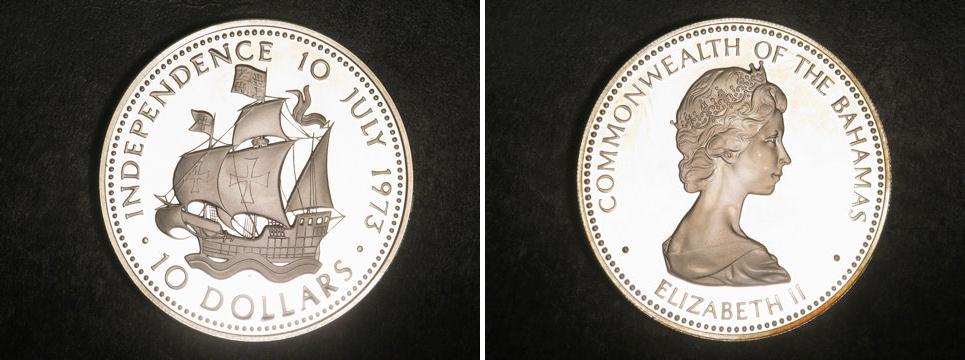 INDEPENDENCE 10 JULY 1973
10 DOLLARS
COMMONWEALTH OF THE BAHAMAS
ELIZABETH II